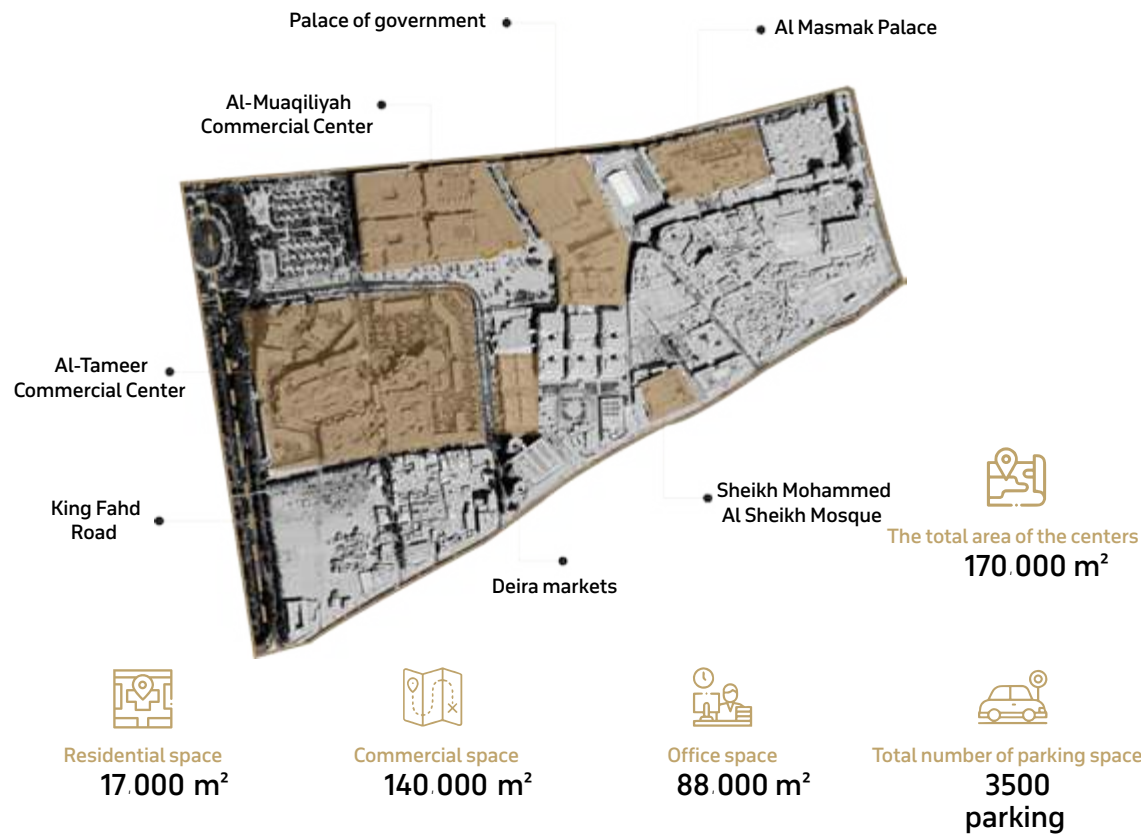 Palace of government
Al Masmak Palace
Al-Muaqiliyah
Commercial Center
Al-Tameer
Commercial Center
King Fahd
Road
Sheikh Mohammed
Al Sheikh Mosque
Deira markets
The total area of the centers
170.000 m²
Residential space
17.000 m²
Commercial space
140.000 m²
Office space
88.000 m²
Total number of parking space
3500
parking